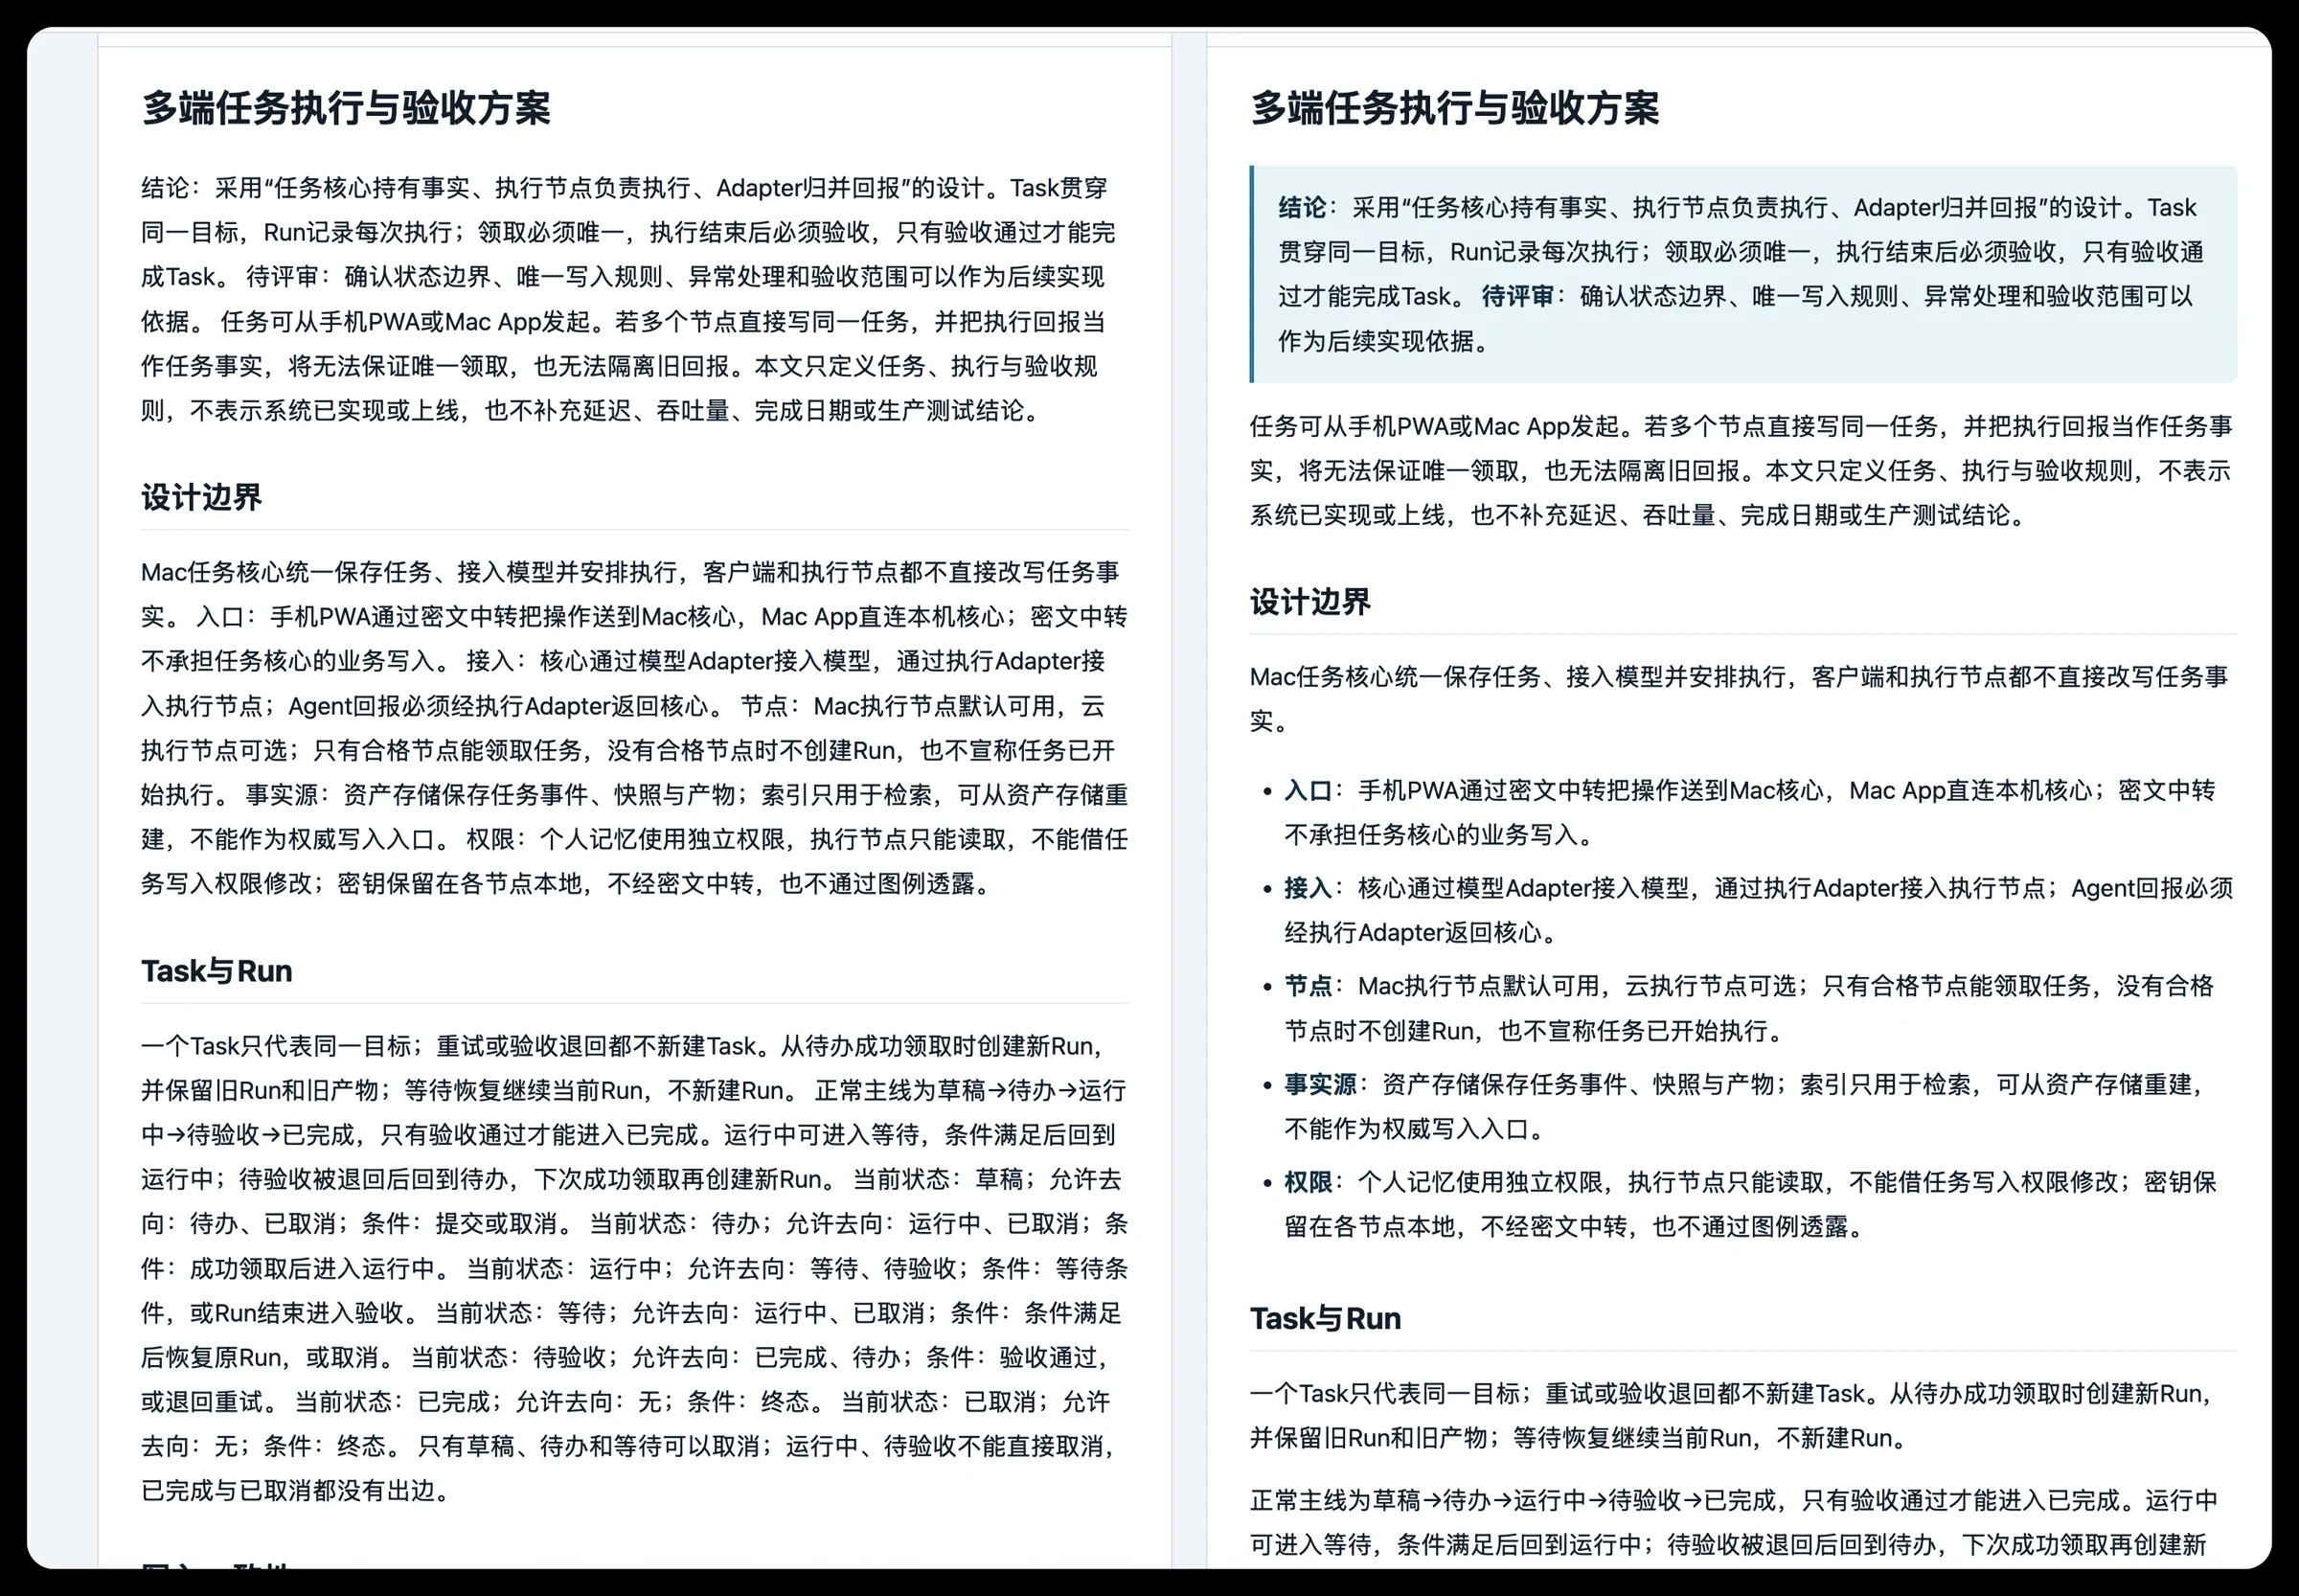 多端任务执行与验收方案
结论：采用“任务核心持有事实、执行节点负责执行、Adapter归并回报”的设计。Task贯穿
同一目标，Run记录每次执行；领取必须唯一，执行结束后必须验收，只有验收通过才能完
成Task。 待评审：确认状态边界、唯一写入规则、异常处理和验收范围可以作为后续实现
依据。 任务可从手机PWA或Mac App发起。若多个节点直接写同一任务，并把执行回报当
作任务事实，将无法保证唯一领取，也无法隔离旧回报。本文只定义任务、执行与验收规
则，不表示系统已实现或上线，也不补充延迟、吞吐量、完成日期或生产测试结论。
设计边界
Mac任务核心统一保存任务、接入模型并安排执行，客户端和执行节点都不直接改写任务事
实。 入口：手机PWA通过密文中转把操作送到Mac核心，Mac App直连本机核心；密文中转
不承担任务核心的业务写入。 接入：核心通过模型Adapter接入模型，通过执行Adapter接
入执行节点；Agent回报必须经执行Adapter返回核心。 节点：Mac执行节点默认可用，云
执行节点可选；只有合格节点能领取任务，没有合格节点时不创建Run，也不宣称任务已开
始执行。 事实源：资产存储保存任务事件、快照与产物；索引只用于检索，可从资产存储重
建，不能作为权威写入入口。 权限：个人记忆使用独立权限，执行节点只能读取，不能借任
务写入权限修改；密钥保留在各节点本地，不经密文中转，也不通过图例透露。
Task与Run
一个Task只代表同一目标；重试或验收退回都不新建Task。从待办成功领取时创建新Run，
并保留旧Run和旧产物；等待恢复继续当前Run，不新建Run。 正常主线为草稿→待办→运行
中→待验收→已完成，只有验收通过才能进入已完成。运行中可进入等待，条件满足后回到
运行中；待验收被退回后回到待办，下次成功领取再创建新Run。 当前状态：草稿；允许去
向：待办、已取消；条件：提交或取消。 当前状态：待办；允许去向：运行中、已取消；条
件：成功领取后进入运行中。 当前状态：运行中；允许去向：等待、待验收；条件：等待条
件，或Run结束进入验收。 当前状态：等待；允许去向：运行中、已取消；条件：条件满足
后恢复原Run，或取消。 当前状态：待验收；允许去向：已完成、待办；条件：验收通过，
或退回重试。 当前状态：已完成；允许去向：无；条件：终态。 当前状态：已取消；允许
去向：无；条件：终态。 只有草稿、待办和等待可以取消；运行中、待验收不能直接取消，
已完成与已取消都没有出边。
多端任务执行与验收方案
结论：采用“任务核心持有事实、执行节点负责执行、Adapter归并回报”的设计。Task
贯穿同一目标，Run记录每次执行；领取必须唯一，执行结束后必须验收，只有验收通
过才能完成Task。 待评审：确认状态边界、唯一写入规则、异常处理和验收范围可以
作为后续实现依据。
任务可从手机PWA或Mac App发起。若多个节点直接写同一任务，并把执行回报当作任务事
实，将无法保证唯一领取，也无法隔离旧回报。本文只定义任务、执行与验收规则，不表示
系统已实现或上线，也不补充延迟、吞吐量、完成日期或生产测试结论。
设计边界
Mac任务核心统一保存任务、接入模型并安排执行，客户端和执行节点都不直接改写任务事
实。
• 入口：手机PWA通过密文中转把操作送到Mac核心，Mac App直连本机核心；密文中转
不承担任务核心的业务写入。
• 接入：核心通过模型Adapter接入模型，通过执行Adapter接入执行节点；Agent回报必须
经执行Adapter返回核心。
• 节点：Mac执行节点默认可用，云执行节点可选；只有合格节点能领取任务，没有合格
节点时不创建Run，也不宣称任务已开始执行。
• 事实源：资产存储保存任务事件、快照与产物；索引只用于检索，可从资产存储重建，
不能作为权威写入入口。
• 权限：个人记忆使用独立权限，执行节点只能读取，不能借任务写入权限修改；密钥保
留在各节点本地，不经密文中转，也不通过图例透露。
Task与Run
一个Task只代表同一目标；重试或验收退回都不新建Task。从待办成功领取时创建新Run，
并保留旧Run和旧产物；等待恢复继续当前Run，不新建Run。
正常主线为草稿→待办→运行中→待验收→已完成，只有验收通过才能进入已完成。运行中
可进入等待，条件满足后回到运行中；待验收被退回后回到待办，下次成功领取再创建新